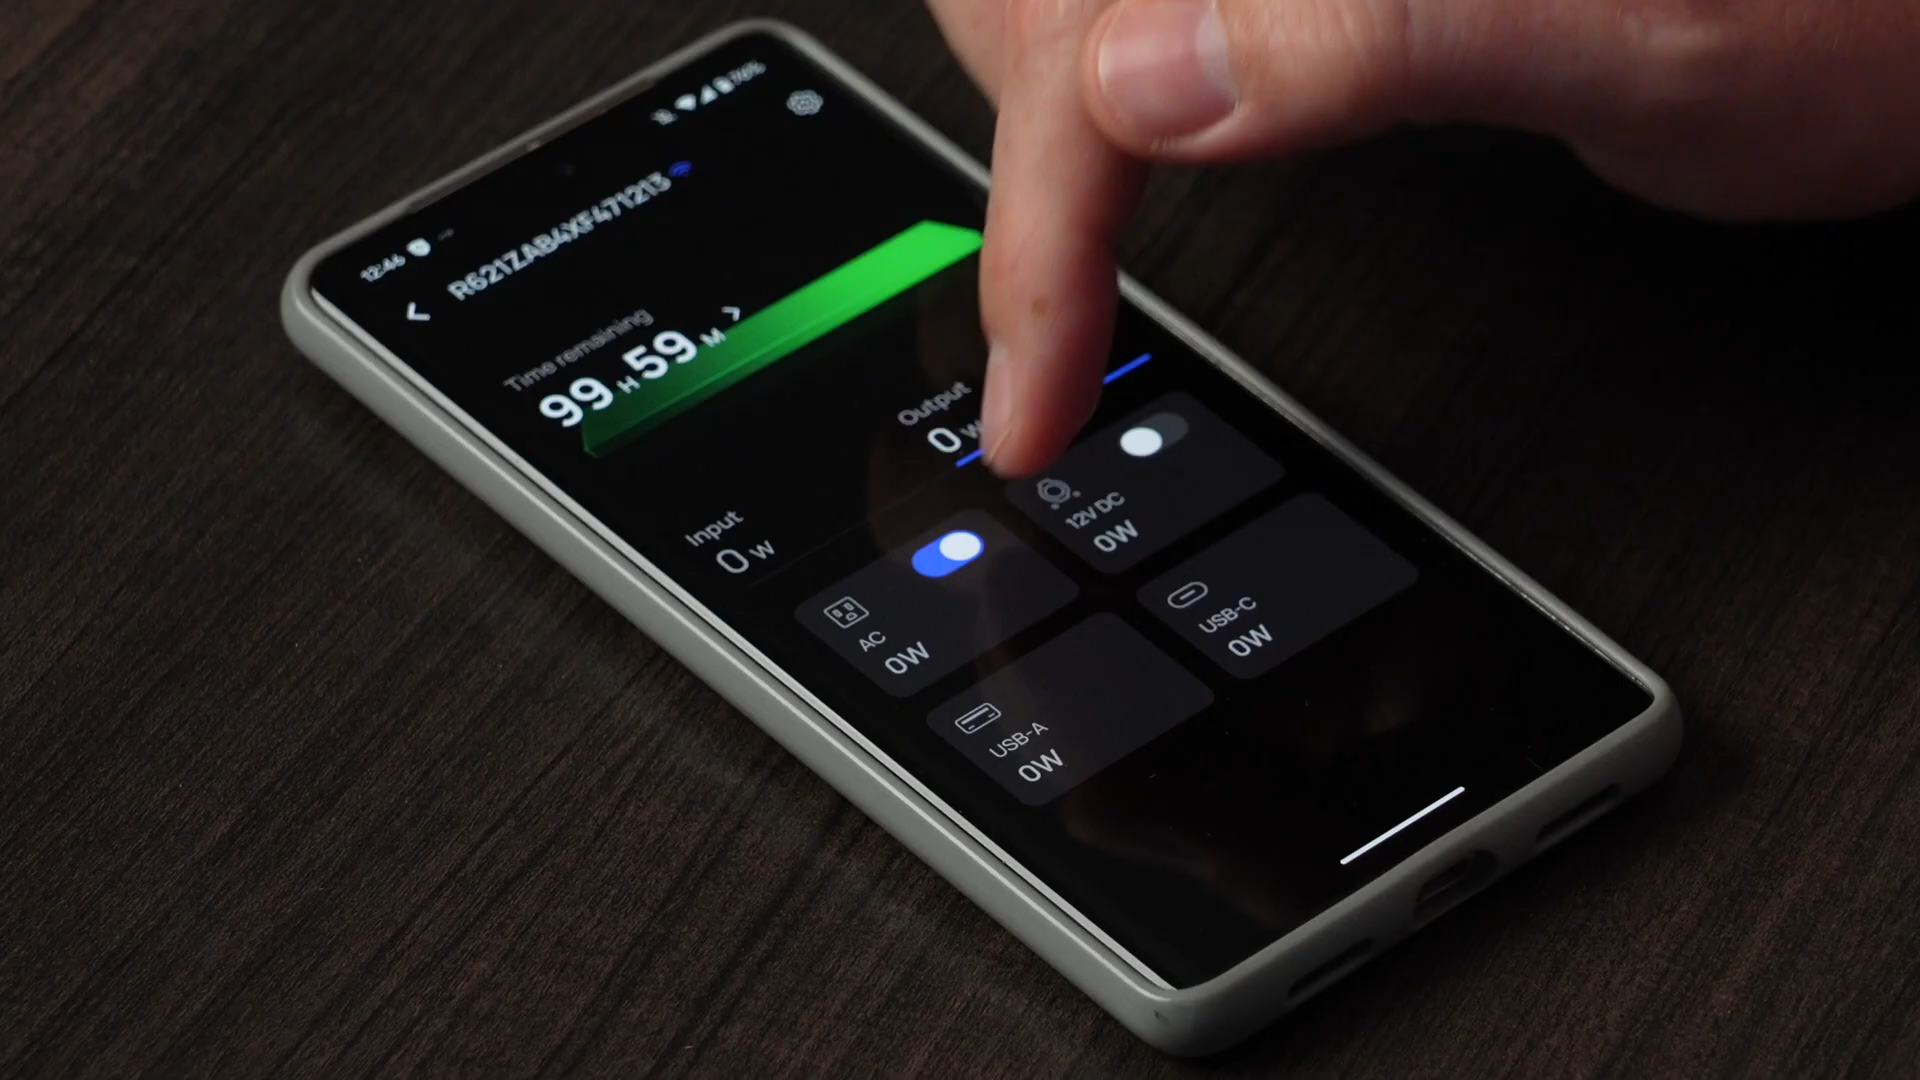 12:46
R621ZAB4XF471213
Time remaining
99 H 59 M
Input
0 W
Output
0 W
AC
0W
12V DC
0W
USB-A
0W
USB-C
0W